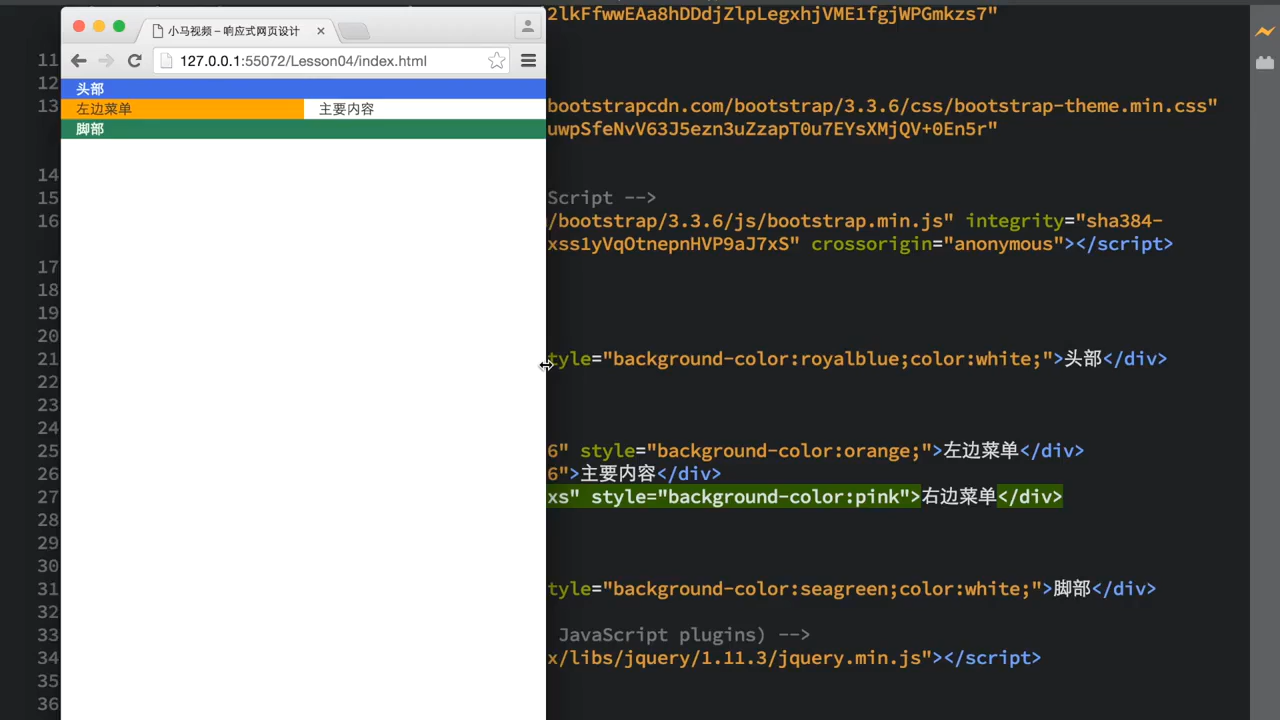 2lkFfwwEAa8hDDdjZlpLegxhjVME1fgjWPGmkzs7"
小马视频 – 响应式网页设计
127.0.0.1:55072/Lesson04/index.html
头部
左边菜单 主要内容
脚部
11
12
13 bootstrapcdn.com/bootstrap/3.3.6/css/bootstrap-theme.min.css"
uwpSfeNvV63J5ezn3uZzapT0u7EYsXMjQV+0En5r"
14
15 Script -->
16 /bootstrap/3.3.6/js/bootstrap.min.js" integrity="sha384-
xss1yVqOtnepnHVP9aJ7xS" crossorigin="anonymous"></script>
17
18
19
20
21 tyle="background-color:royalblue;color:white;">头部</div>
22
23
24
25 6" style="background-color:orange;">左边菜单</div>
26 6">主要内容</div>
27 xs" style="background-color:pink">右边菜单</div>
28
29
30
31 tyle="background-color:seagreen;color:white;">脚部</div>
32
33 JavaScript plugins) -->
34 x/libs/jquery/1.11.3/jquery.min.js"></script>
35
36